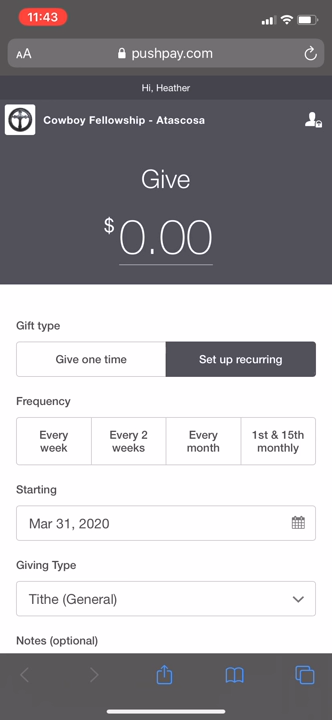 11:43
AA pushpay.com
Hi, Heather
Cowboy Fellowship - Atascosa
Give
$0.00
Gift type
Give one time Set up recurring
Frequency
Every week Every 2 weeks Every month 1st & 15th monthly
Starting
Mar 31, 2020
Giving Type
Tithe (General)
Notes (optional)